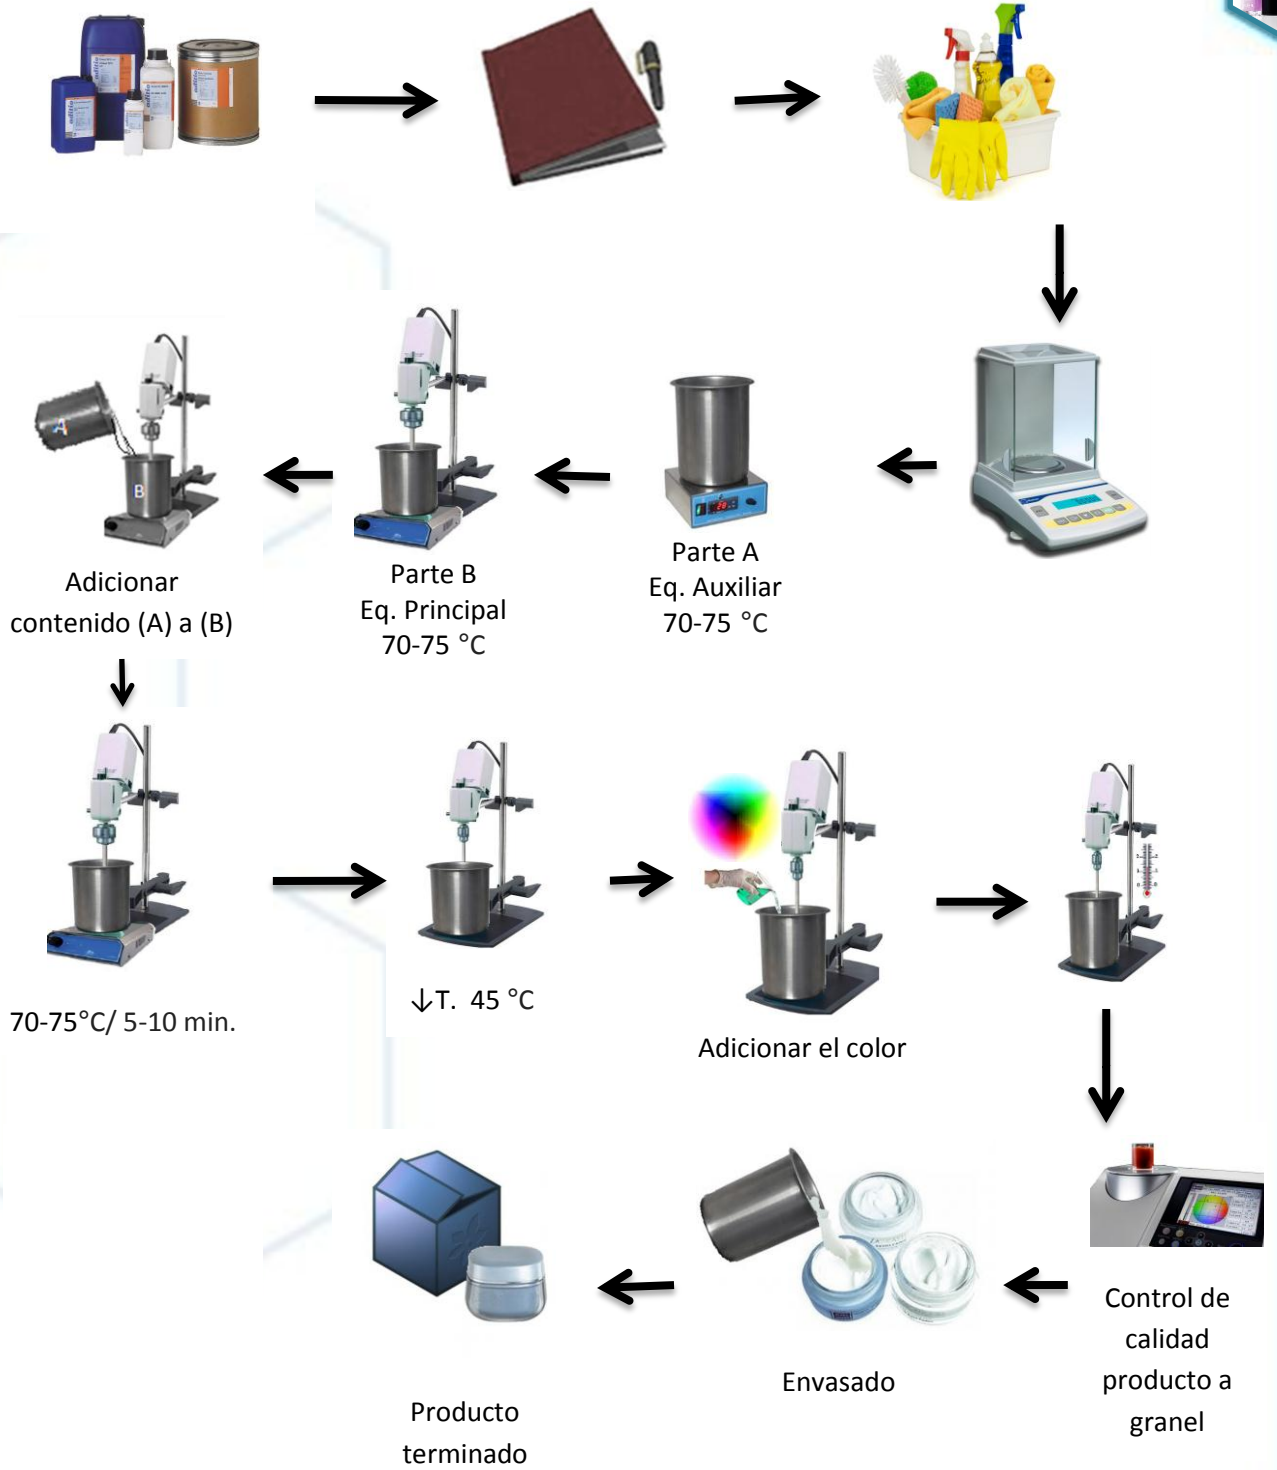 Parte A
Eq. Auxiliar
70-75 °C
Parte B
Eq. Principal
70-75 °C
Adicionar
contenido (A) a (B)
A
B
70-75°C/ 5-10 min.
↓T. 45 °C
Adicionar el color
Control de
calidad
producto a
granel
Envasado
Producto
terminado